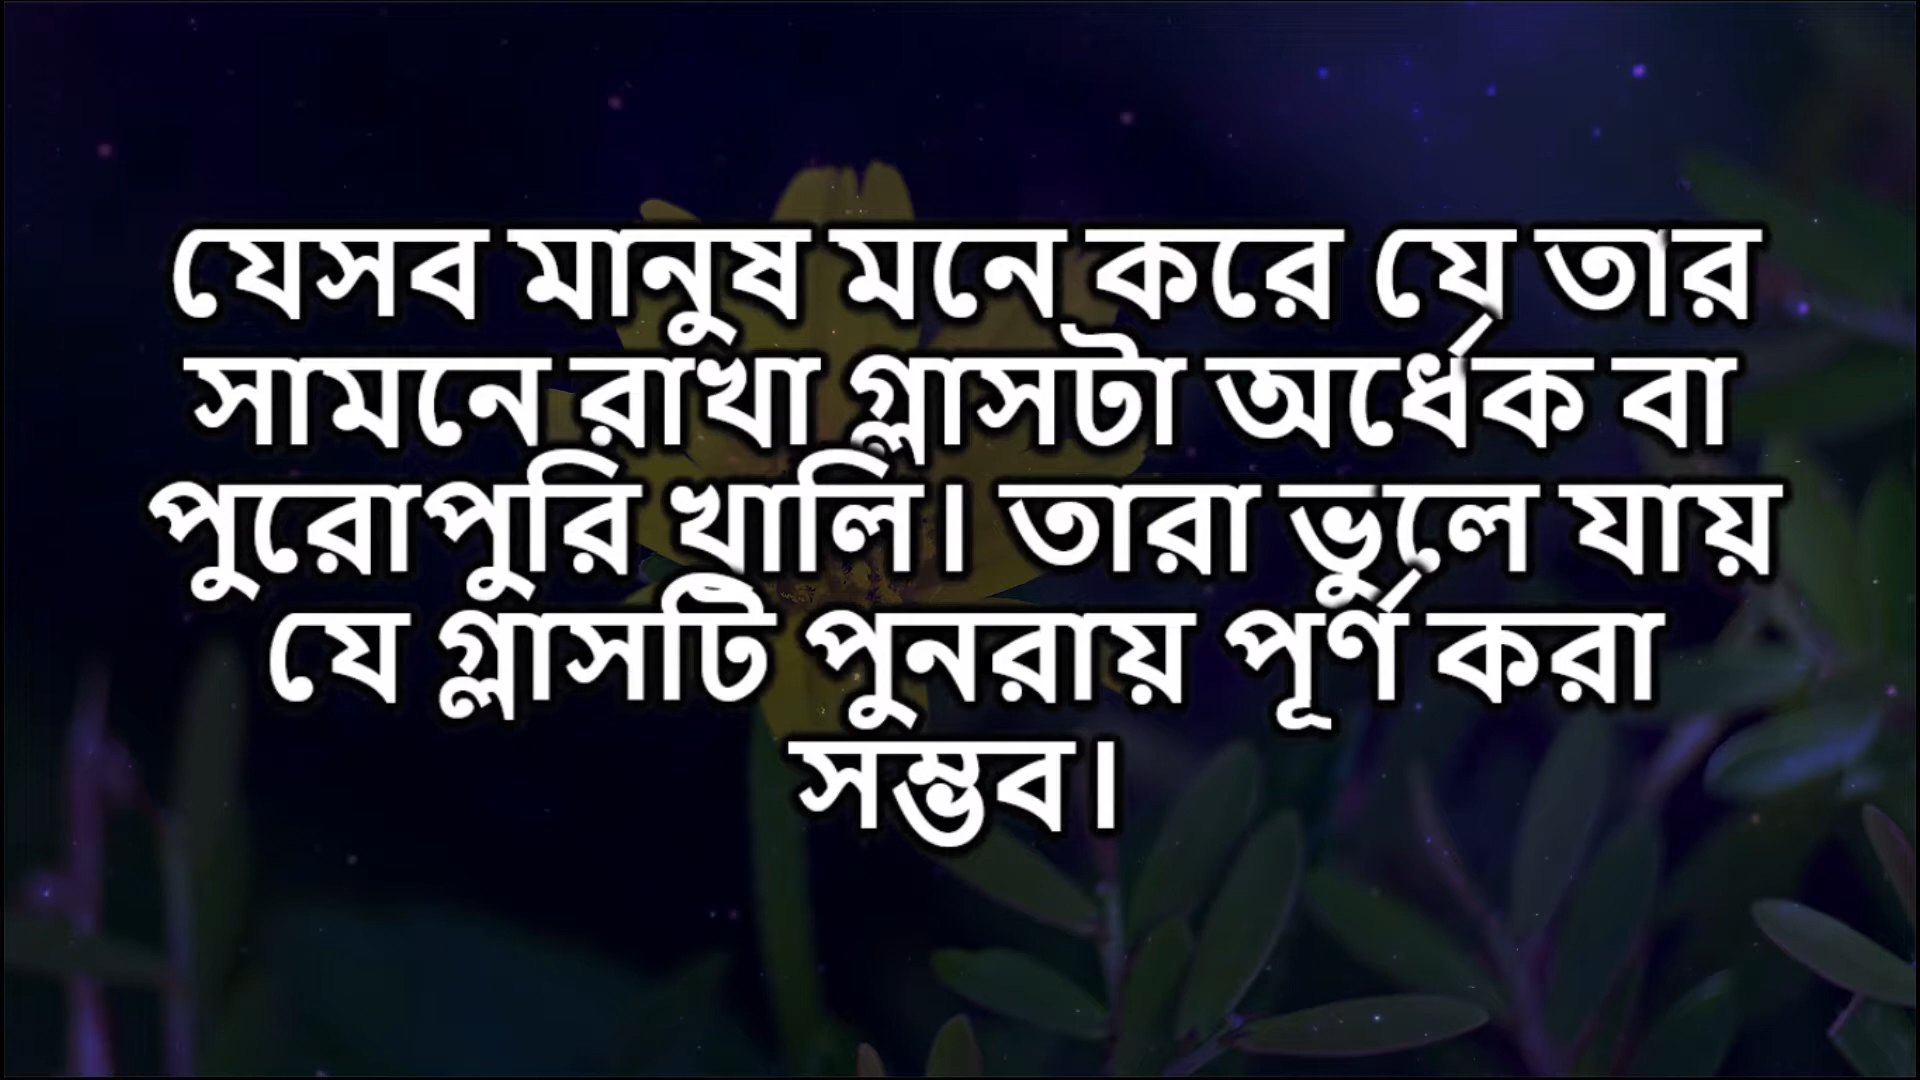 যেসব মানুষ মনে করে যে তার
সামনে রাখা গ্লাসটা অর্ধেক বা
পুরোপুরি খালি। তারা ভুলে যায়
যে গ্লাসটি পুনরায় পূর্ণ করা
সম্ভব।